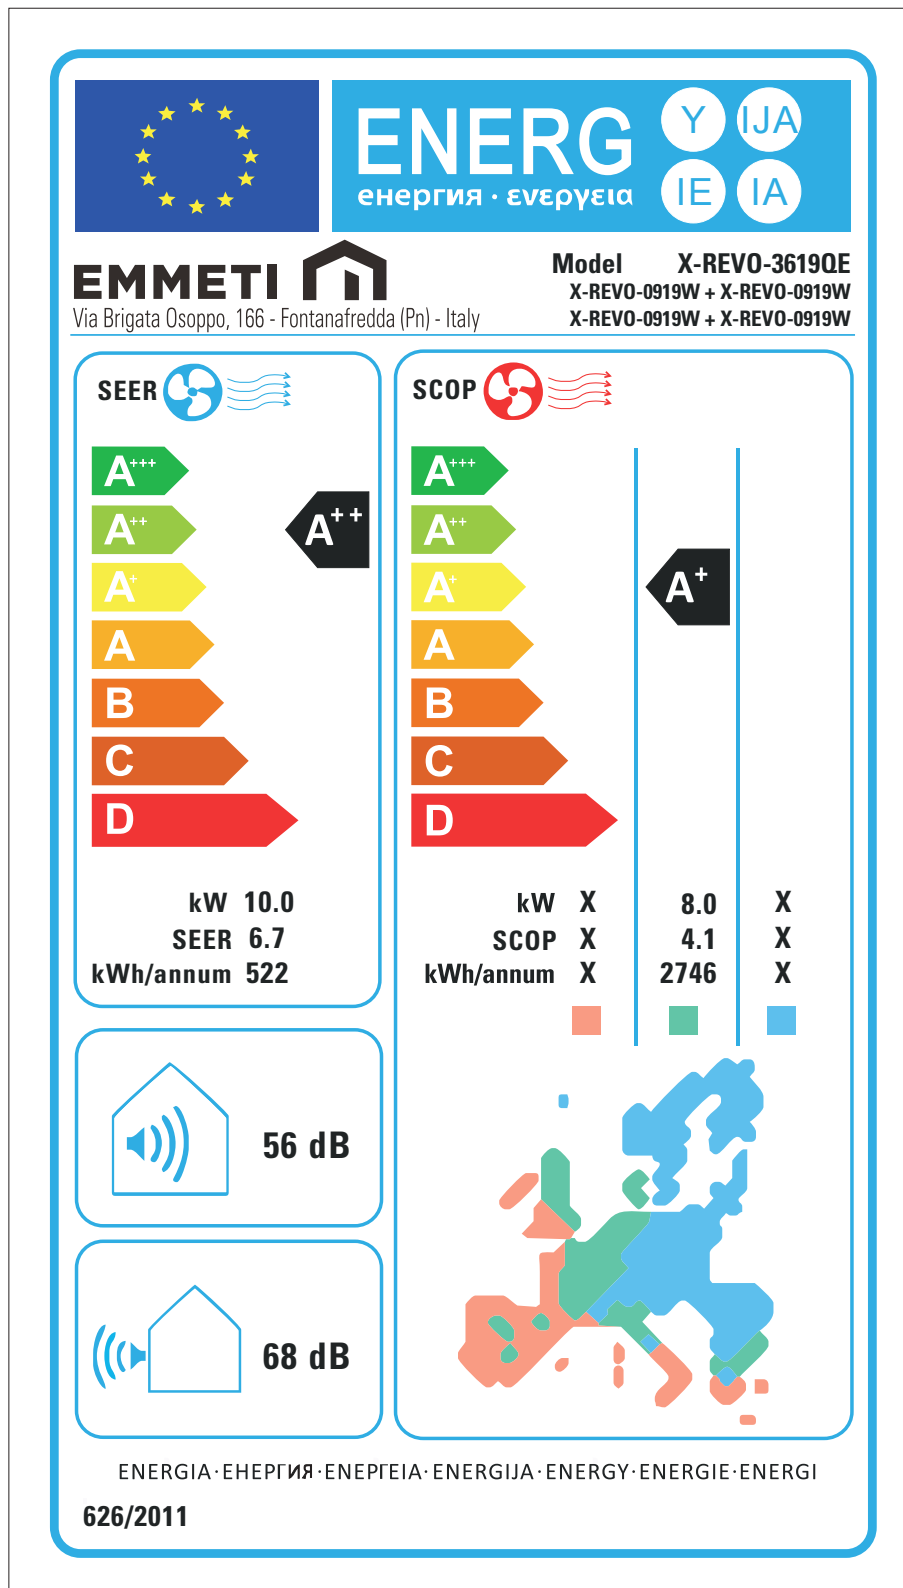 ENERG
енергия · ενεργεια
Y IJA
IE IA
EMMETI
Via Brigata Osoppo, 166 - Fontanafredda (Pn) - Italy
Model X-REVO-3619QE
X-REVO-0919W + X-REVO-0919W
X-REVO-0919W + X-REVO-0919W
SEER
A+++
A++
A+
A
B
C
D
A++
kW 10.0
SEER 6.7
kWh/annum 522
SCOP
A+++
A++
A+
A
B
C
D
A+
kW X 8.0 X
SCOP X 4.1 X
kWh/annum X 2746 X
56 dB
68 dB
ENERGIA·ЕНЕРГИЯ·ΕΝΕΡΓΕΙΑ·ENERGIJA·ENERGY·ENERGIE·ENERGI
626/2011